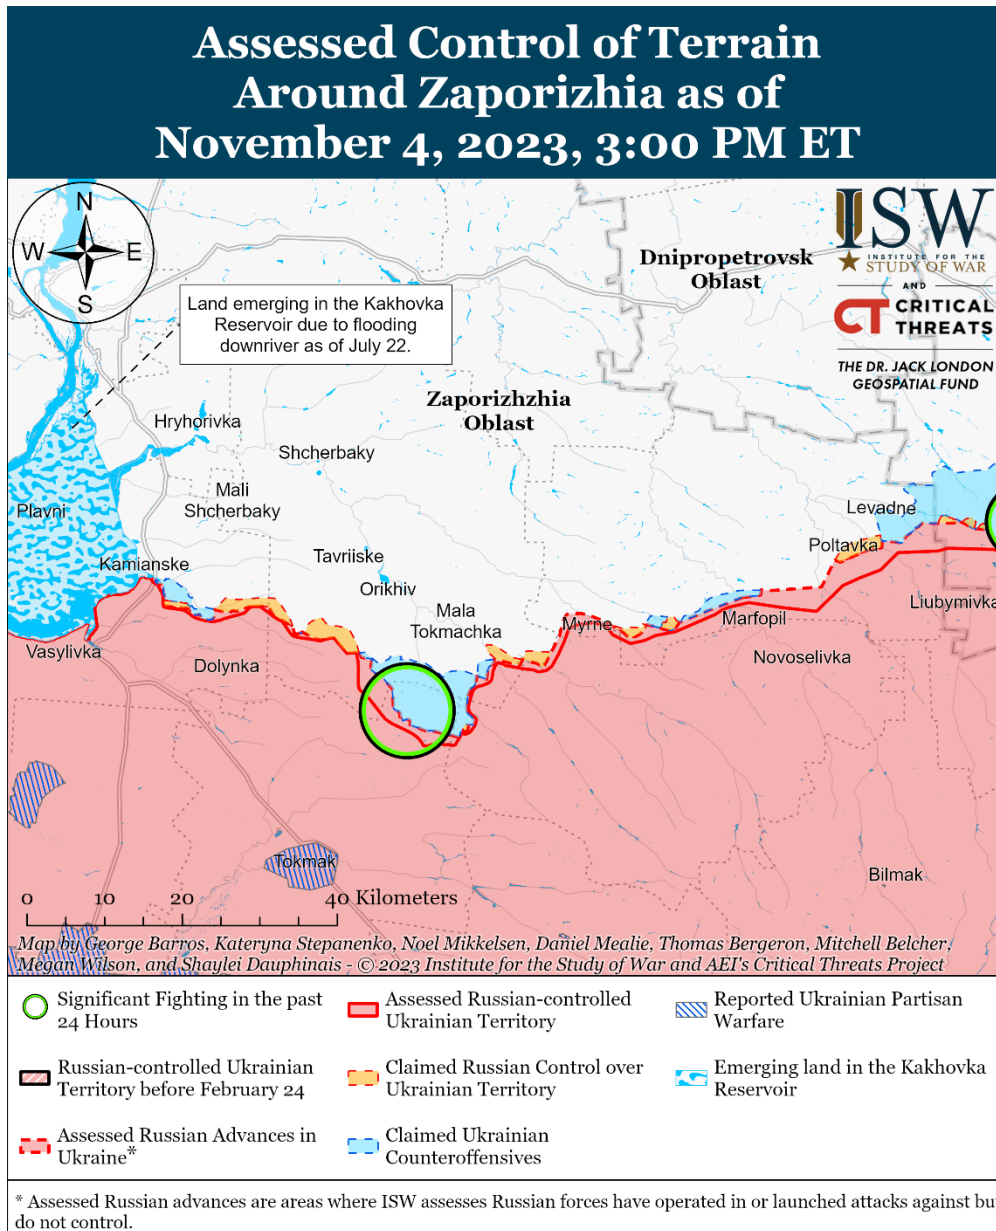 Assessed Control of Terrain
Around Zaporizhia as of
November 4, 2023, 3:00 PM ET
N
W
E
S
ISW
INSTITUTE FOR THE
STUDY OF WAR
AND
CT CRITICAL
THREATS
THE DR. JACK LONDON
GEOSPATIAL FUND
Dnipropetrovsk
Oblast
Land emerging in the Kakhovka
Reservoir due to flooding
downriver as of July 22.
Zaporizhzhia
Oblast
Hryhorivka
Shcherbaky
Mali
Shcherbaky
Plavni
Levadne
Poltavka
Kamianske
Tavriiske
Orikhiv
Mala
Tokmachka
Myrne
Marfopil
Liubymivka
Vasylivka
Dolynka
Novoselivka
Tokmak
Bilmak
0 10 20 40 Kilometers
Map by George Barros, Kateryna Stepanenko, Noel Mikkelsen, Daniel Mealie, Thomas Bergeron, Mitchell Belcher,
Megan Wilson, and Shaylei Dauphinais - © 2023 Institute for the Study of War and AEI's Critical Threats Project
Significant Fighting in the past
24 Hours
Assessed Russian-controlled
Ukrainian Territory
Reported Ukrainian Partisan
Warfare
Russian-controlled Ukrainian
Territory before February 24
Claimed Russian Control over
Ukrainian Territory
Emerging land in the Kakhovka
Reservoir
Assessed Russian Advances in
Ukraine*
Claimed Ukrainian
Counteroffensives
* Assessed Russian advances are areas where ISW assesses Russian forces have operated in or launched attacks against bu
do not control.